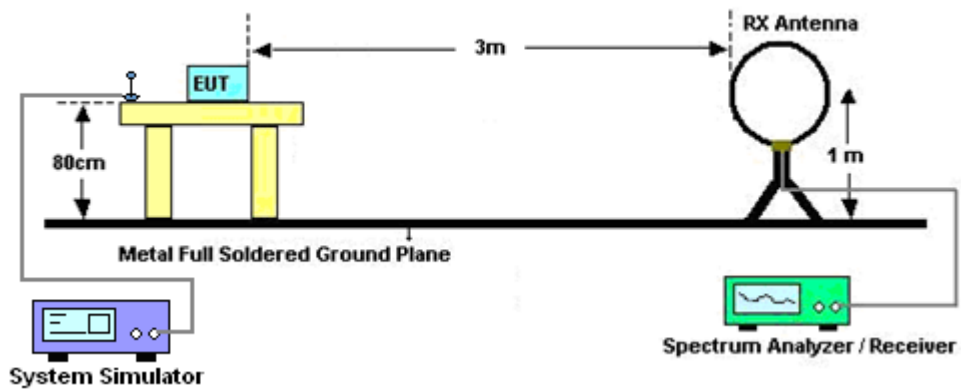 RX Antenna
3m
EUT
80cm
1 m
Metal Full Soldered Ground Plane
Spectrum Analyzer / Receiver
System Simulator